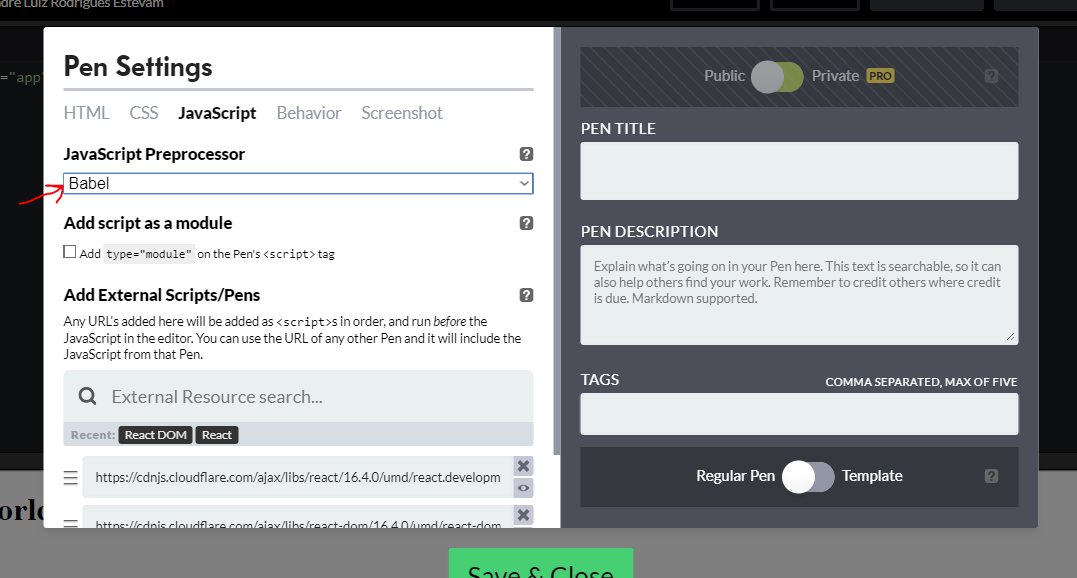 dre Luiz Rodrigues Estevam
="app"
Pen Settings
HTML CSS JavaScript Behavior Screenshot
JavaScript Preprocessor ?
Babel
Add script as a module ?
Add type="module" on the Pen's <script> tag
Add External Scripts/Pens ?
Any URL's added here will be added as <script>s in order, and run before the
JavaScript in the editor. You can use the URL of any other Pen and it will include the
JavaScript from that Pen.
External Resource search...
Recent: React DOM React
https://cdnjs.cloudflare.com/ajax/libs/react/16.4.0/umd/react.developm
https://cdnjs.cloudflare.com/ajax/libs/react-dom/16.4.0/umd/react-dom
Public Private PRO ?
PEN TITLE
PEN DESCRIPTION
Explain what's going on in your Pen here. This text is searchable, so it can
also help others find your work. Remember to credit others where credit
is due. Markdown supported.
TAGS COMMA SEPARATED, MAX OF FIVE
Regular Pen Template ?
orld
Save & Close